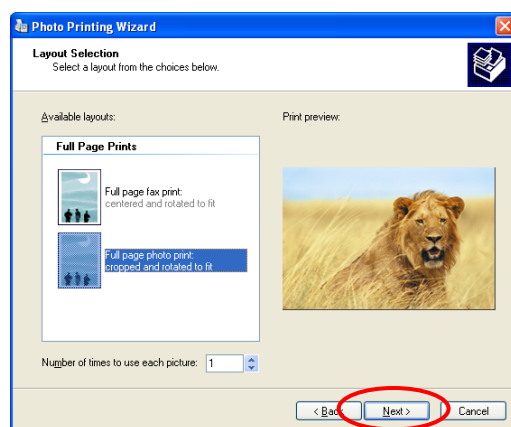 Photo Printing Wizard
Layout Selection
Select a layout from the choices below.
Available layouts:
Print preview:
Full Page Prints
Full page fax print:
centered and rotated to fit
Full page photo print:
cropped and rotated to fit
Number of times to use each picture: 1
< Back
Next >
Cancel